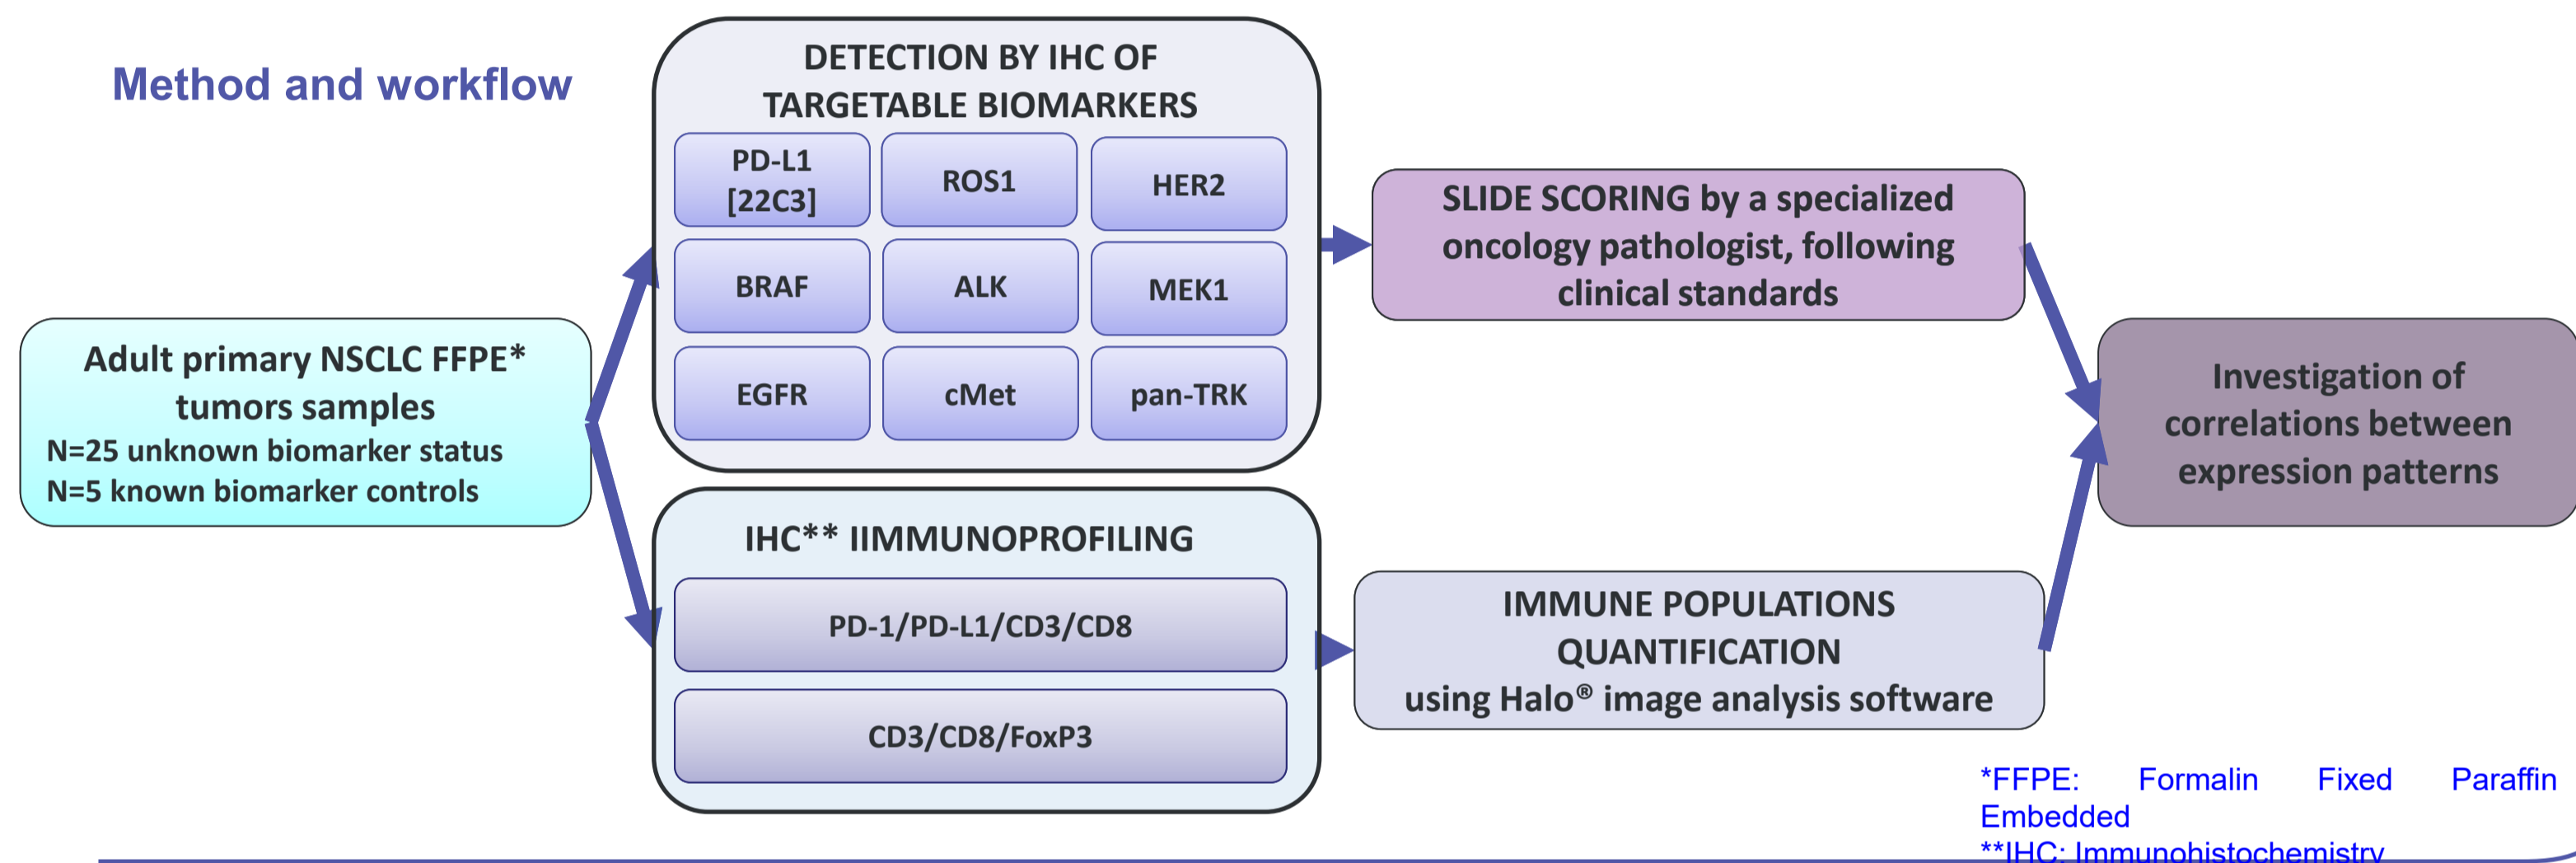 Method and workflow
Adult primary NSCLC FFPE*
tumors samples
N=25 unknown biomarker status
N=5 known biomarker controls
DETECTION BY IHC OF
TARGETABLE BIOMARKERS
PD-L1
[22C3]
ROS1
HER2
BRAF
ALK
MEK1
EGFR
cMet
pan-TRK
IHC** IIMMUNOPROFILING
PD-1/PD-L1/CD3/CD8
CD3/CD8/FoxP3
SLIDE SCORING by a specialized
oncology pathologist, following
clinical standards
IMMUNE POPULATIONS
QUANTIFICATION
using Halo® image analysis software
Investigation of
correlations between
expression patterns
*FFPE: Formalin Fixed Paraffin
Embedded
**IHC: Immunohistochemistry